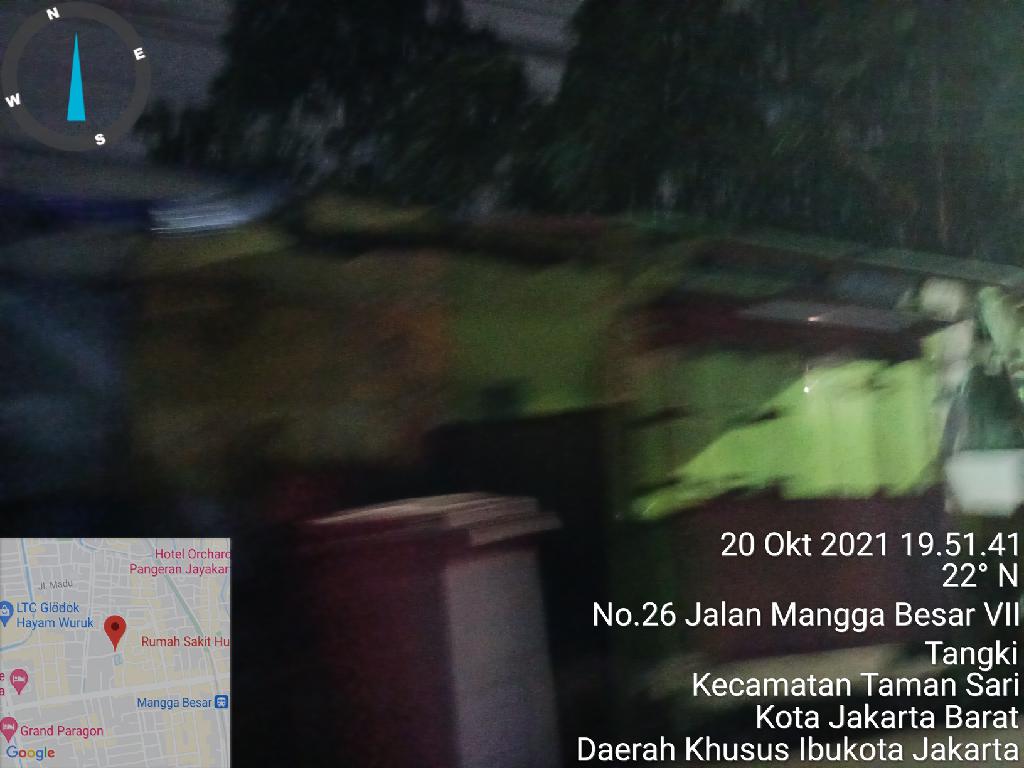 N
E
W
S
Hotel Orchard
Pangeran Jayakar
Jl. Madu
LTC Glodok
Hayam Wuruk
Rumah Sakit Hu
e
a
Mangga Besar
Grand Paragon
Google
20 Okt 2021 19.51.41
22° N
No.26 Jalan Mangga Besar VII
Tangki
Kecamatan Taman Sari
Kota Jakarta Barat
Daerah Khusus Ibukota Jakarta